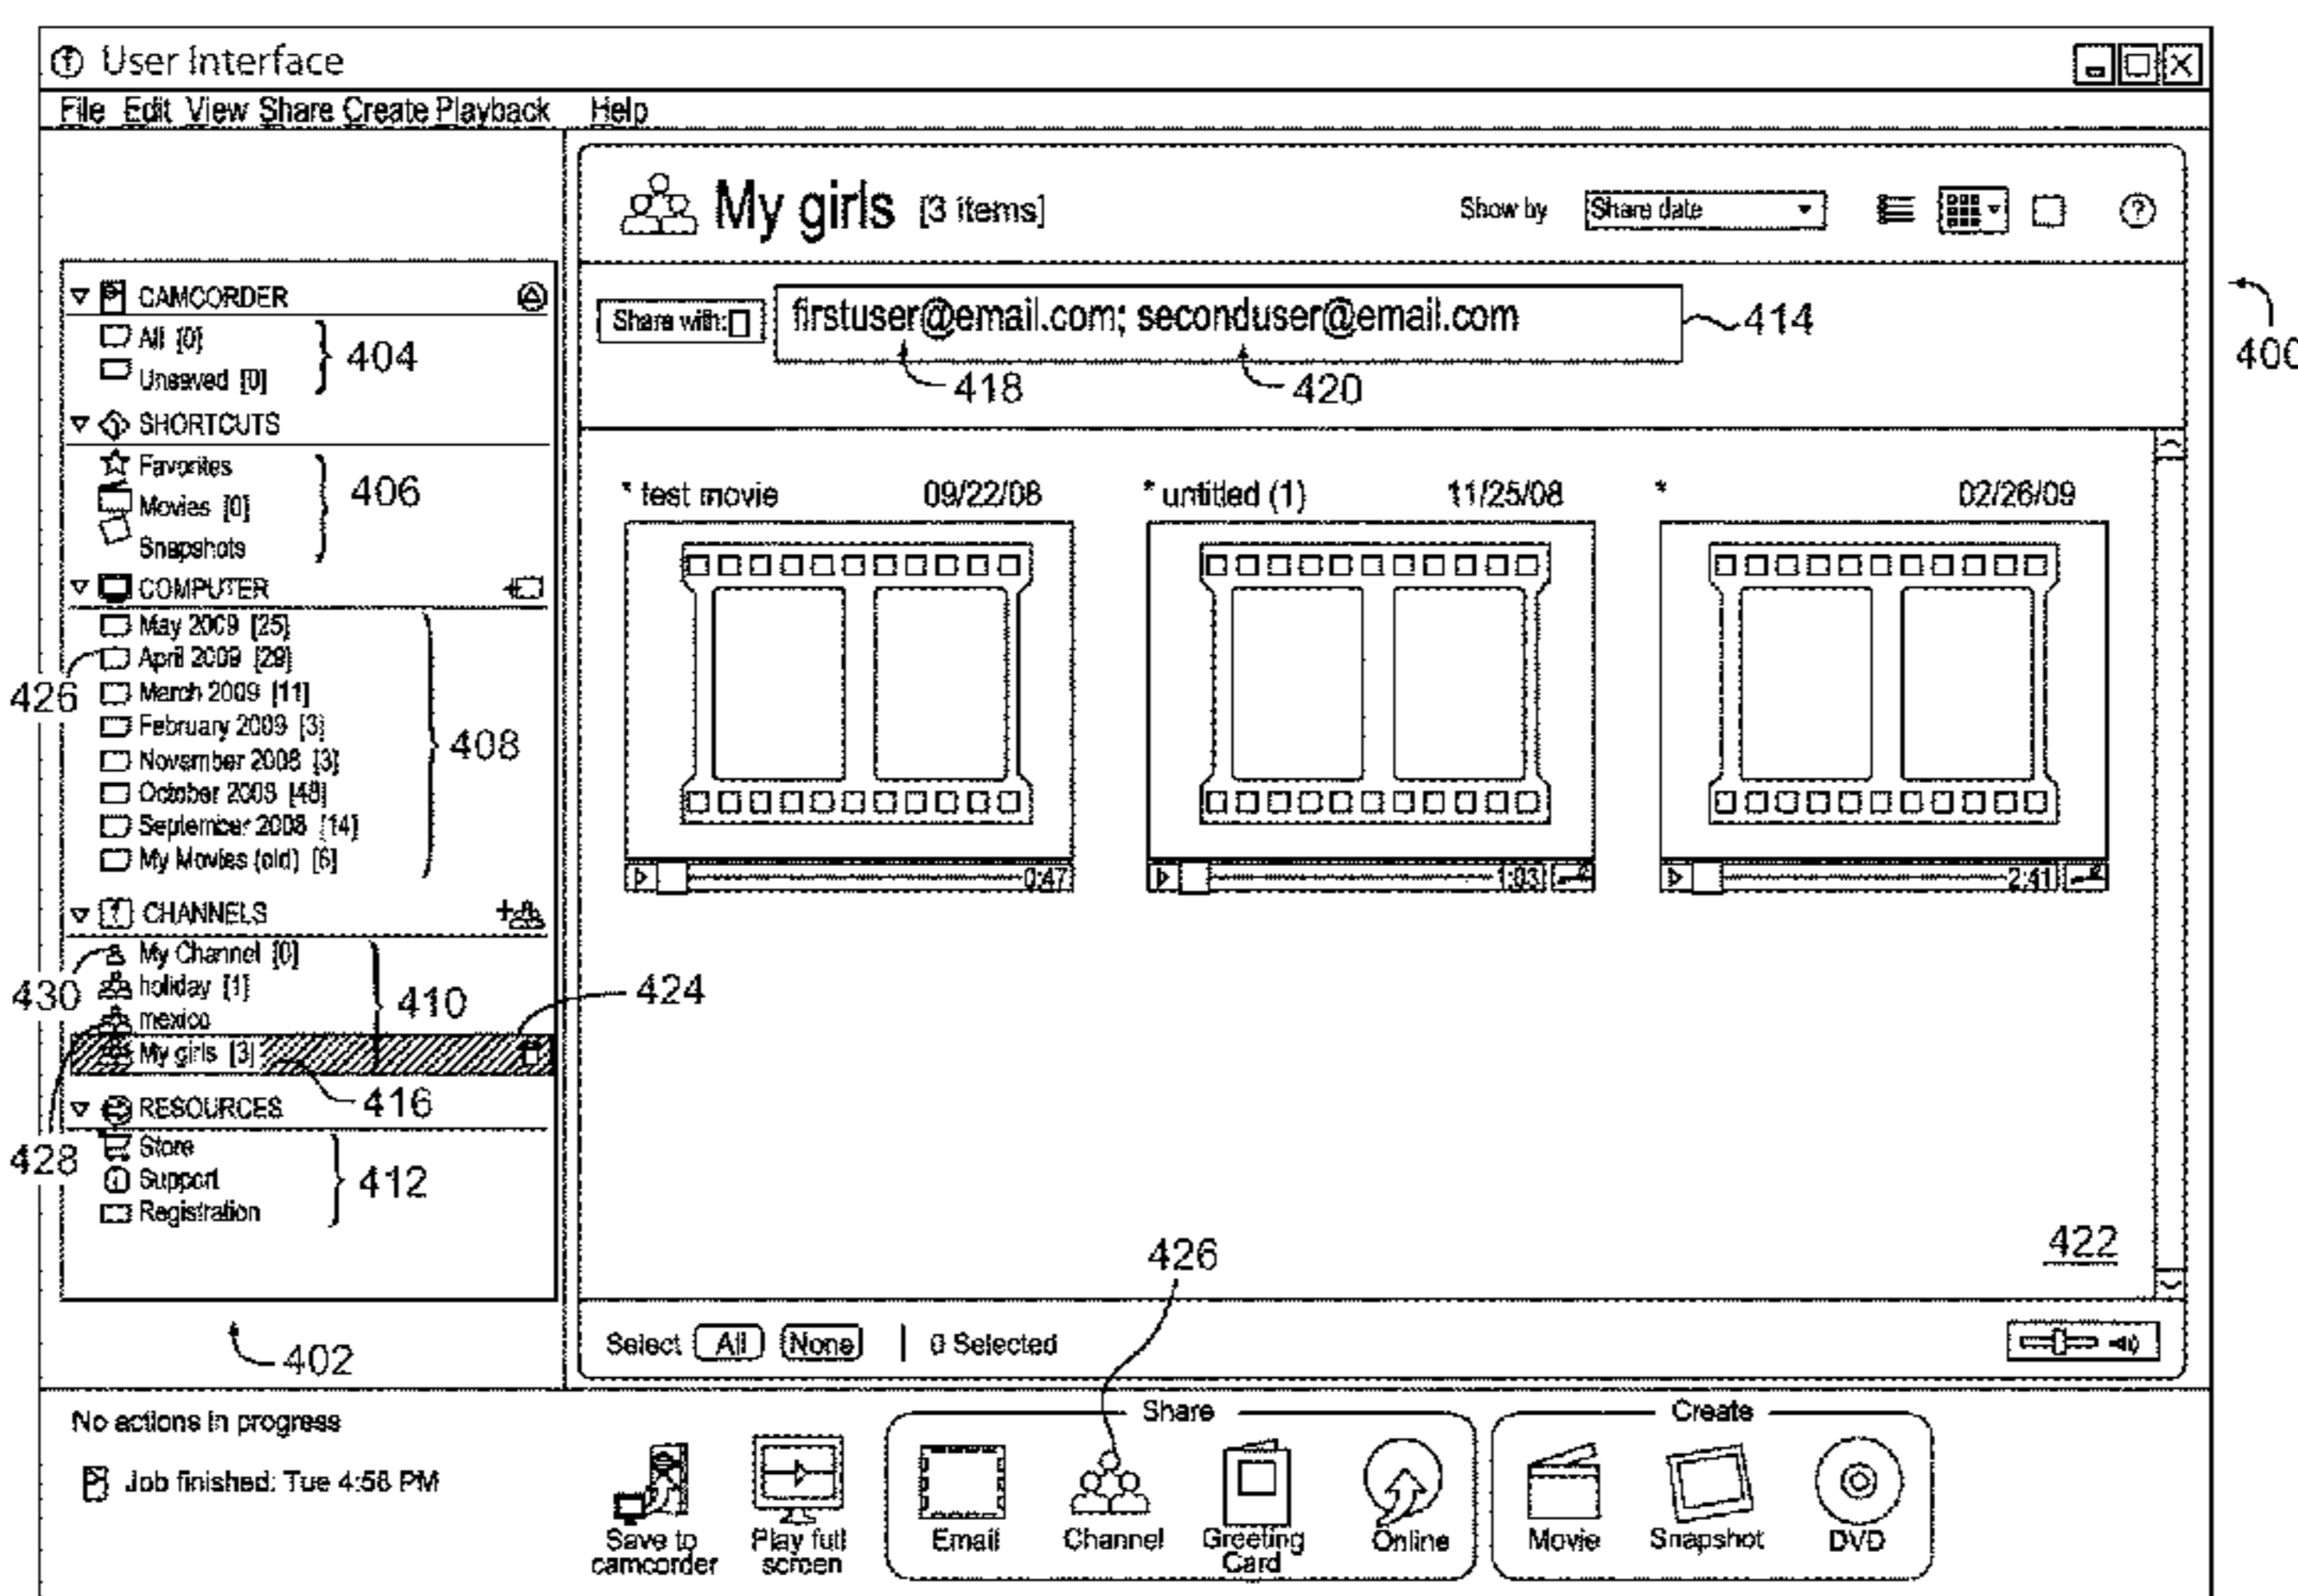 User Interface
File Edit View Share Create Playback Help
My girls [3 items]
Show by Share date
?
CAMCORDER
All [0]
Unsaved [0]
404
SHORTCUTS
Favorites
Movies [0]
Snapshots
406
COMPUTER
May 2009 [25]
April 2009 [29]
426
March 2009 [11]
February 2009 [3]
November 2008 [3]
October 2008 [48]
September 2008 [14]
My Movies (old) [6]
408
CHANNELS
My Channel [0]
430
holiday [1]
mexico
My girls [3]
410
424
416
RESOURCES
428
Store
Support
Registration
412
402
Share with:
firstuser@email.com; seconduser@email.com
414
418
420
400
* test movie 09/22/08
* untitled (1) 11/25/08
* 02/26/09
0:47
1:03
2:41
422
426
Select All None | 0 Selected
No actions in progress
Job finished: Tue 4:58 PM
Save to
camcorder
Play full
screen
Share
Email
Channel
Greeting
Card
Online
Create
Movie
Snapshot
DVD